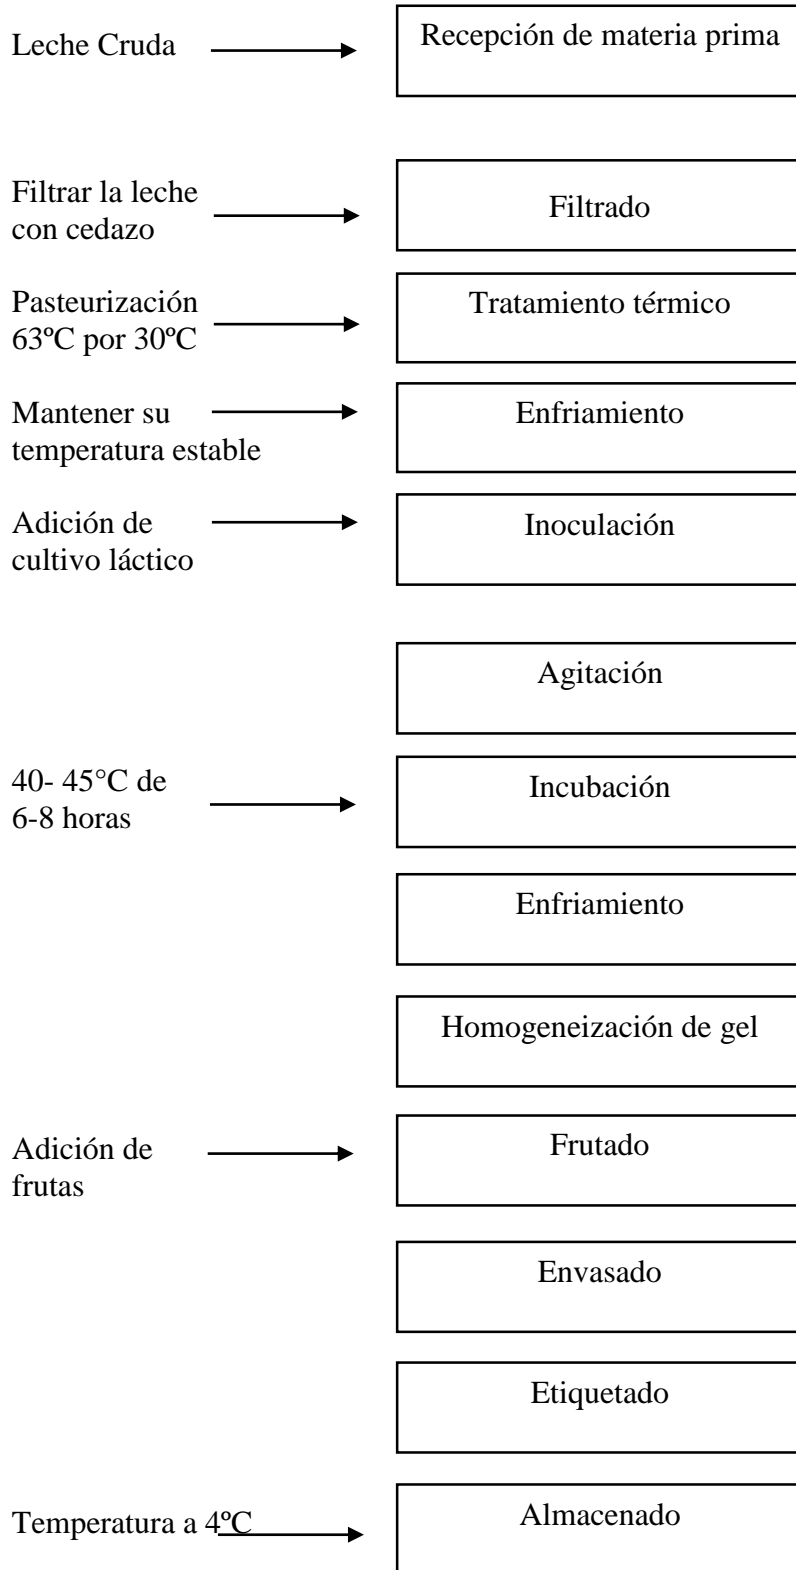 Leche Cruda
Recepción de materia prima
Filtrar la leche
con cedazo
Filtrado
Pasteurización
63ºC por 30ºC
Tratamiento térmico
Mantener su
temperatura estable
Enfriamiento
Adición de
cultivo láctico
Inoculación
Agitación
40- 45°C de
6-8 horas
Incubación
Enfriamiento
Homogeneización de gel
Adición de
frutas
Frutado
Envasado
Etiquetado
Temperatura a 4ºC
Almacenado